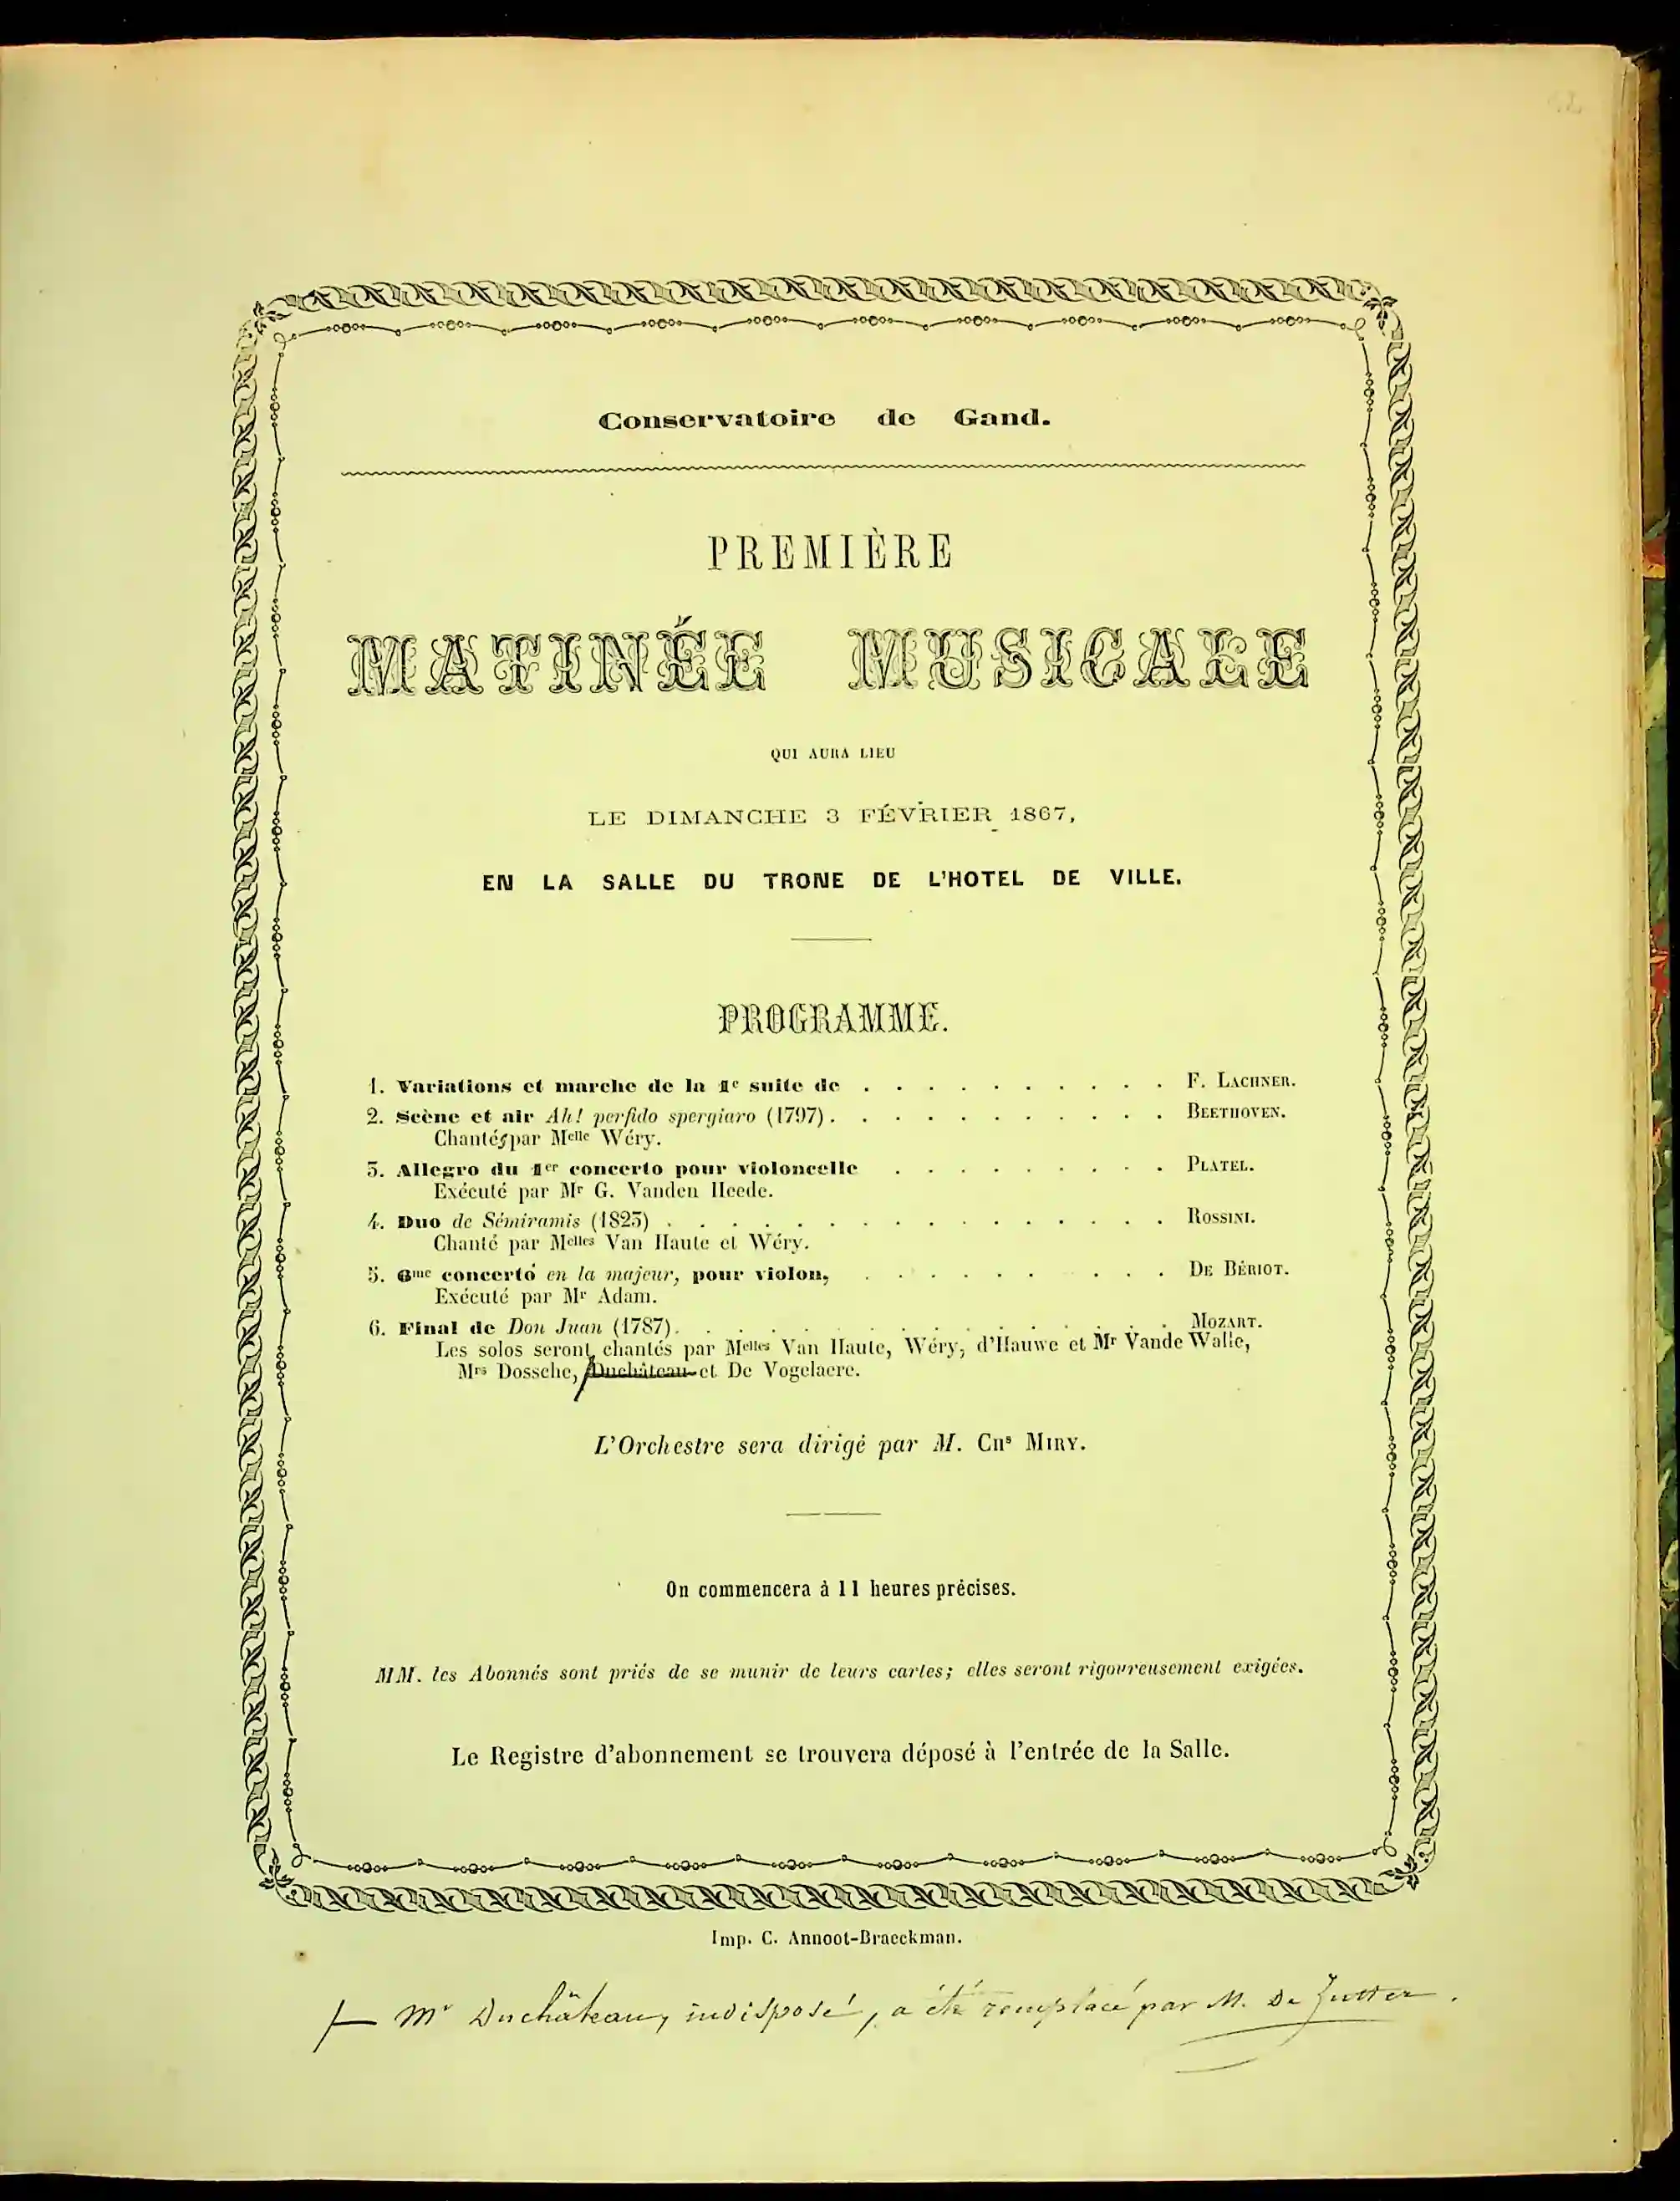 Conservatoire de Gand.
PREMIÈRE
MATINÉE MUSICALE
QUI AURA LIEU
LE DIMANCHE 3 FÉVRIER 1867,
EN LA SALLE DU TRONE DE L'HOTEL DE VILLE.
PROGRAMME.
1. Variations et marche de la 1e suite de . . . . . . . . . . F. LACHNER.
2. Scène et air Ah! perfido spergiaro (1797) . . . . . . . . . . . BEETHOVEN.
Chantés par Melle Wéry.
3. Allegro du 1er concerto pour violoncelle . . . . . . . . . PLATEL.
Exécuté par Mr G. Vanden Heede.
4. Duo de Sémiramis (1823) . . . . . . . . . . . . . . . . ROSSINI.
Chanté par Melles Van Haute et Wéry.
5. 6me concerto en la majeur, pour violon, . . . . . . . . . DE BÉRIOT.
Exécuté par Mr Adam.
6. Final de Don Juan (1787) . . . . . . . . . . . . . . . MOZART.
Les solos seront chantés par Melles Van Haute, Wéry, d'Hauwe et Mr Vande Walle,
Mrs Dossche, Duchâteau et De Vogelaere.
L'Orchestre sera dirigé par M. CHs MIRY.
On commencera à 11 heures précises.
MM. les Abonnés sont priés de se munir de leurs cartes; elles seront rigoureusement exigées.
Le Registre d'abonnement se trouvera déposé à l'entrée de la Salle.
Imp. C. Annoot-Braeckman.
Mr Duchâteau, indisposé, a été remplacé par M. De Zutter.